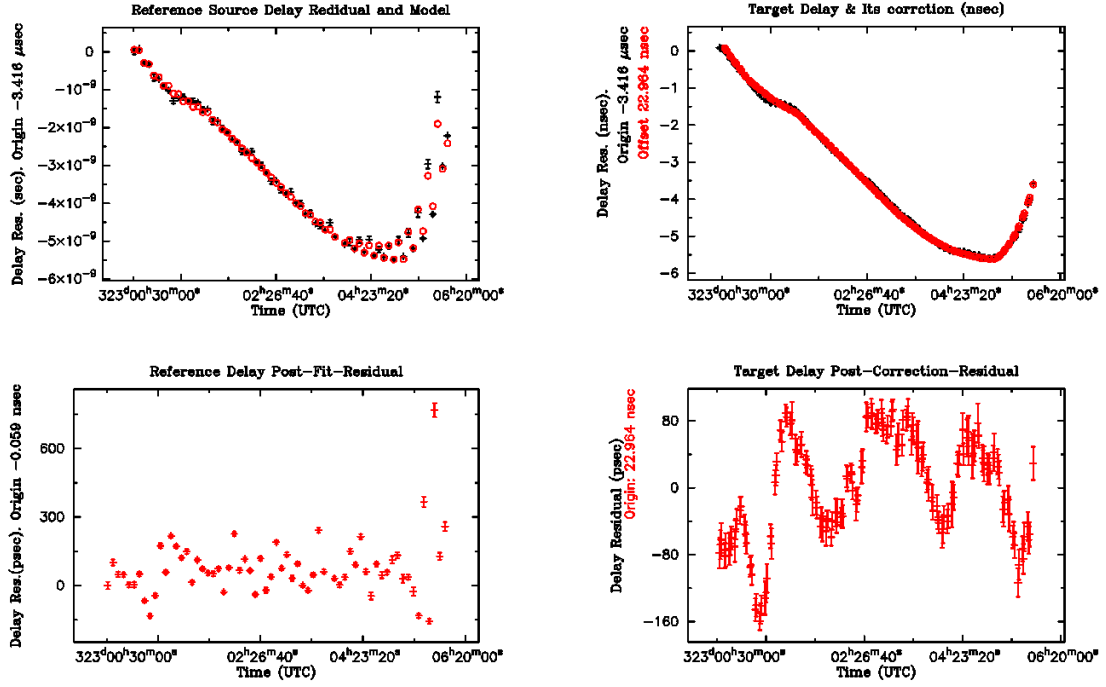 Reference Source Delay Redidual and Model
Delay Res. (sec). Origin −3.416 μsec
0
−10⁻⁹
−2×10⁻⁹
−3×10⁻⁹
−4×10⁻⁹
−5×10⁻⁹
−6×10⁻⁹
323ᵈ00ʰ30ᵐ00ˢ 02ʰ26ᵐ40ˢ 04ʰ23ᵐ20ˢ 06ʰ20ᵐ00ˢ
Time (UTC)
Target Delay & Its corrction (nsec)
Delay Res. (nsec).
Origin −3.416 μsec
Offset 22.964 nsec
0
−1
−2
−3
−4
−5
−6
323ᵈ00ʰ30ᵐ00ˢ 02ʰ26ᵐ40ˢ 04ʰ23ᵐ20ˢ 06ʰ20ᵐ00ˢ
Time (UTC)
Reference Delay Post−Fit−Residual
Delay Res.(psec). Origin −0.059 nsec
600
300
0
323ᵈ00ʰ30ᵐ00ˢ 02ʰ26ᵐ40ˢ 04ʰ23ᵐ20ˢ 06ʰ20ᵐ00ˢ
Time (UTC)
Target Delay Post−Correction−Residual
Delay Residual (psec)
Origin: 22.964 nsec
80
0
−80
−160
323ᵈ00ʰ30ᵐ00ˢ 02ʰ26ᵐ40ˢ 04ʰ23ᵐ20ˢ 06ʰ20ᵐ00ˢ
Time (UTC)